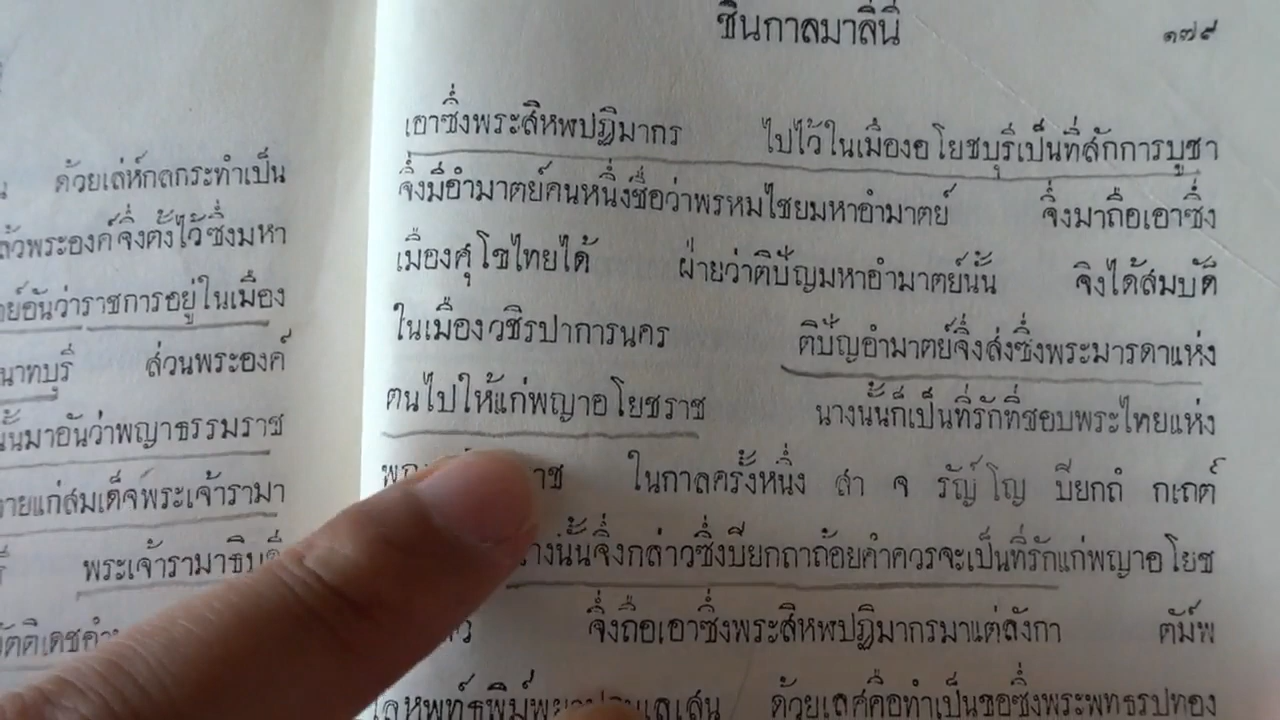 ชินกาลมาลินี
๑๗๙
ด้วยเล่ห์กลกระทำเป็น
พระองค์จึ่งตั้งไว้ซึ่งมหา
อันว่าราชการอยู่ในเมือง
ส่วนพระองค์
นั้นมาอันว่าพญาธรรมราช
แก่สมเด็จพระเจ้ารามา
พระเจ้ารามาธิบดี
เอาซึ่งพระสิหพปฏิมากร ไปไว้ในเมืองอโยชบุริเป็นที่สักการบูชา
จึ่งมีอำมาตย์คนหนึ่งชื่อว่าพรหมไชยมหาอำมาตย์ จึ่งมาถือเอาซึ่ง
เมืองศุโขไทยได้ ฝ่ายว่าติปัญมหาอำมาตย์นั้น จึงได้สมบัติ
ในเมืองวชิรปาการนคร ติปัญอำมาตย์จึ่งส่งซึ่งพระมารดาแห่ง
ตนไปให้แก่พญาอโยชราช นางนั้นก็เป็นที่รักที่ชอบพระไทยแห่ง
ในกาลครั้งหนึ่ง สา จ รัญ์โญ บียกถํ กเถต์
นางนั้นจึ่งกล่าวซึ่งบียกถาถ้อยคำควรจะเป็นที่รักแก่พญาอโยช
จึ่งถือเอาซึ่งพระสิหพปฏิมากรมาแต่ลังกา ตัม๎พ
ด้วยเลศคือทำเป็นขอซึ่งพระพุทธรูปทอง